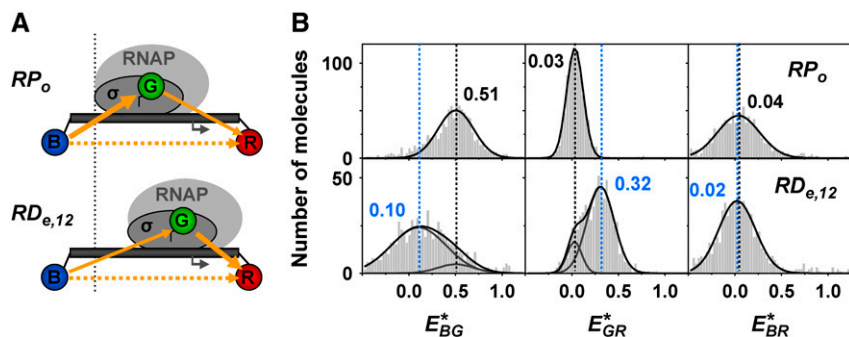 A
RNAP
RPo
σ
G
B
R
RNAP
RDe,12
σ
G
B
R
B
Number of molecules
100
0
50
0
0.51
0.03
RPo
0.04
0.10
0.32
RDe,12
0.02
0.0 0.5 1.0
0.0 0.5 1.0
0.0 0.5 1.0
E*BG
E*GR
E*BR